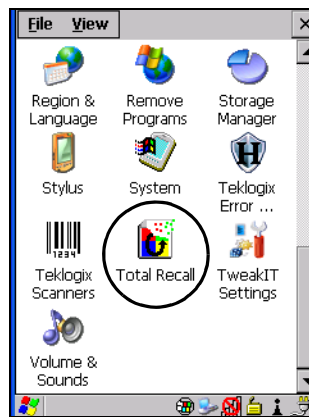 File View
Region & Language
Remove Programs
Storage Manager
Stylus
System
Teklogix Error ...
1234
Teklogix Scanners
Total Recall
TweakIT Settings
Volume & Sounds